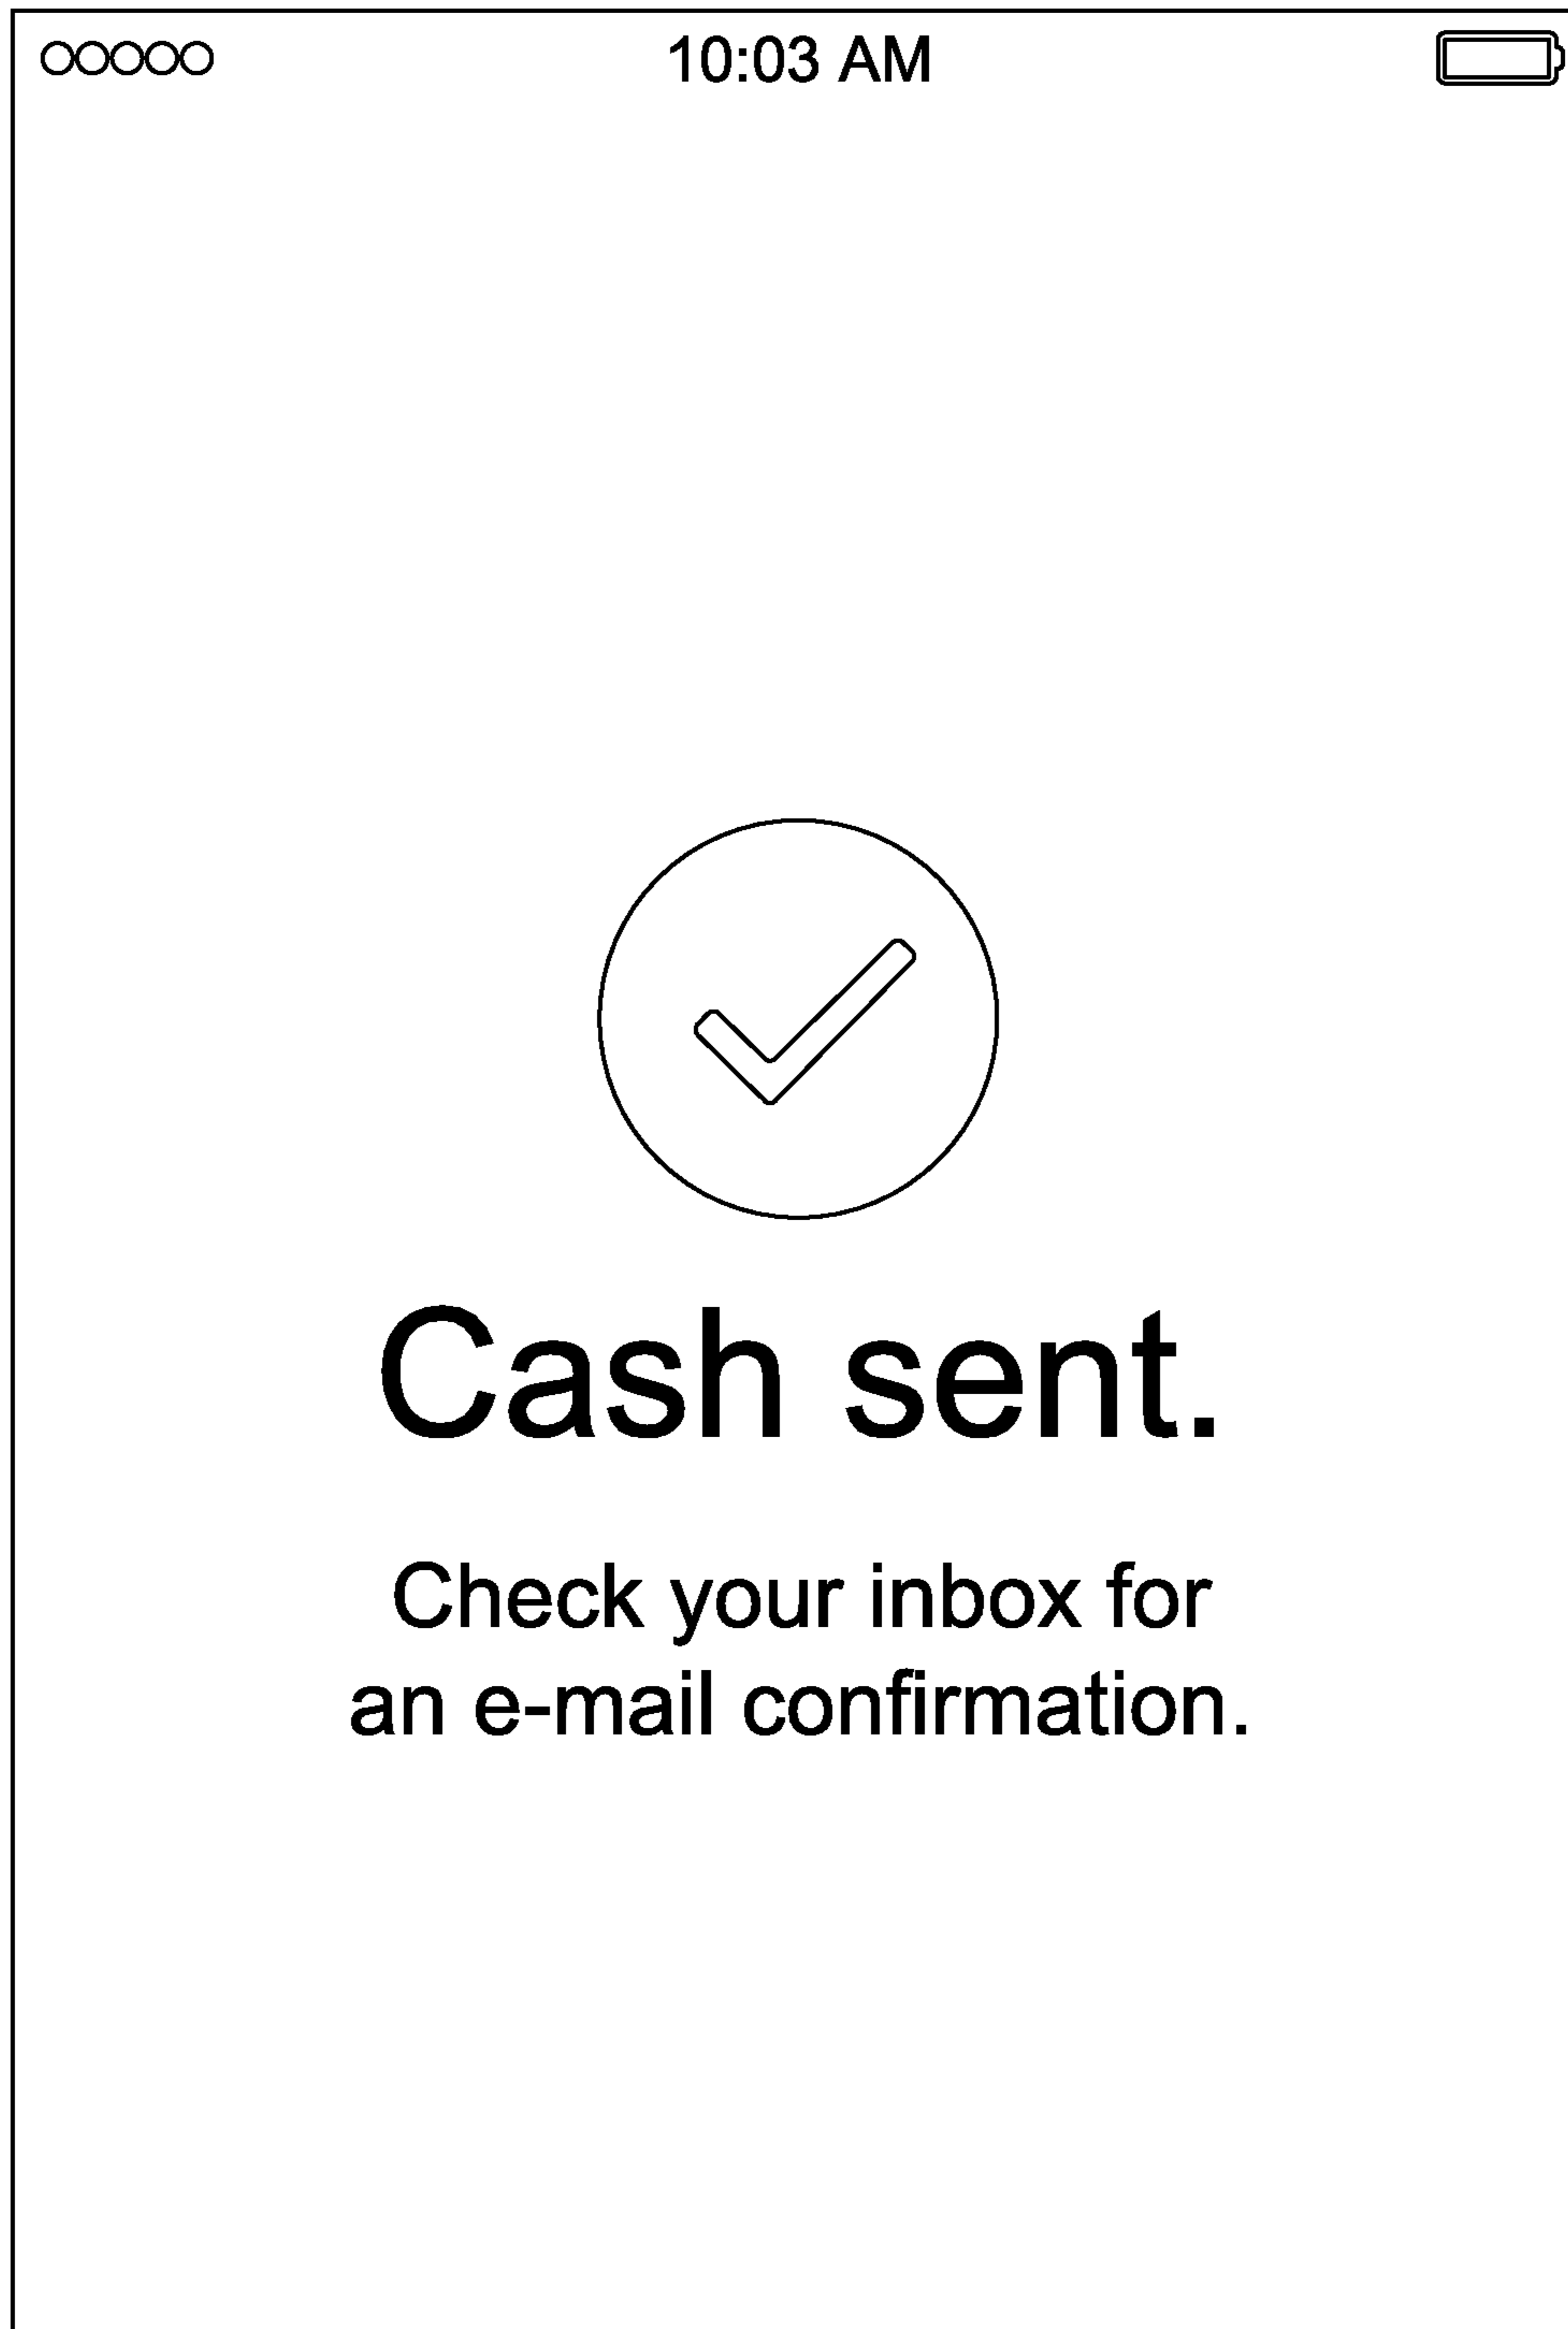 10:03 AM
Cash sent.
Check your inbox for
an e-mail confirmation.